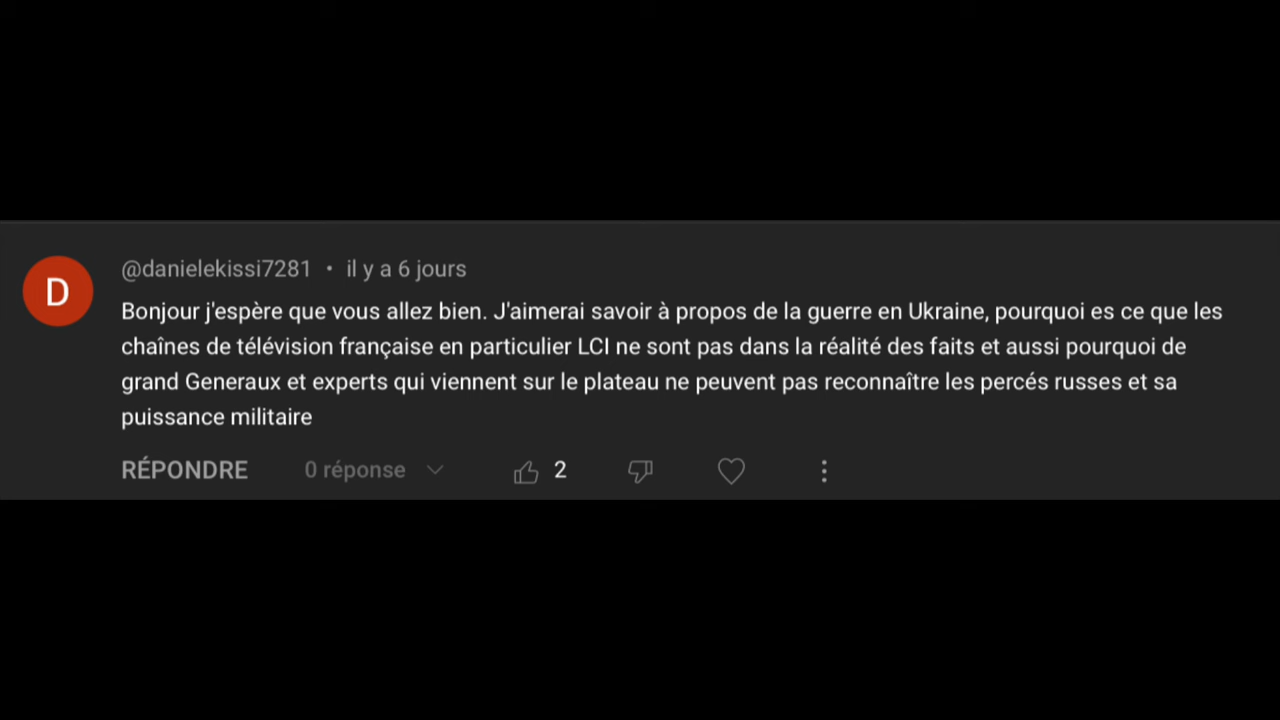 D
@danielekissi7281 • il y a 6 jours
Bonjour j'espère que vous allez bien. J'aimerai savoir à propos de la guerre en Ukraine, pourquoi es ce que les
chaînes de télévision française en particulier LCI ne sont pas dans la réalité des faits et aussi pourquoi de
grand Generaux et experts qui viennent sur le plateau ne peuvent pas reconnaître les percés russes et sa
puissance militaire
RÉPONDRE 0 réponse 2